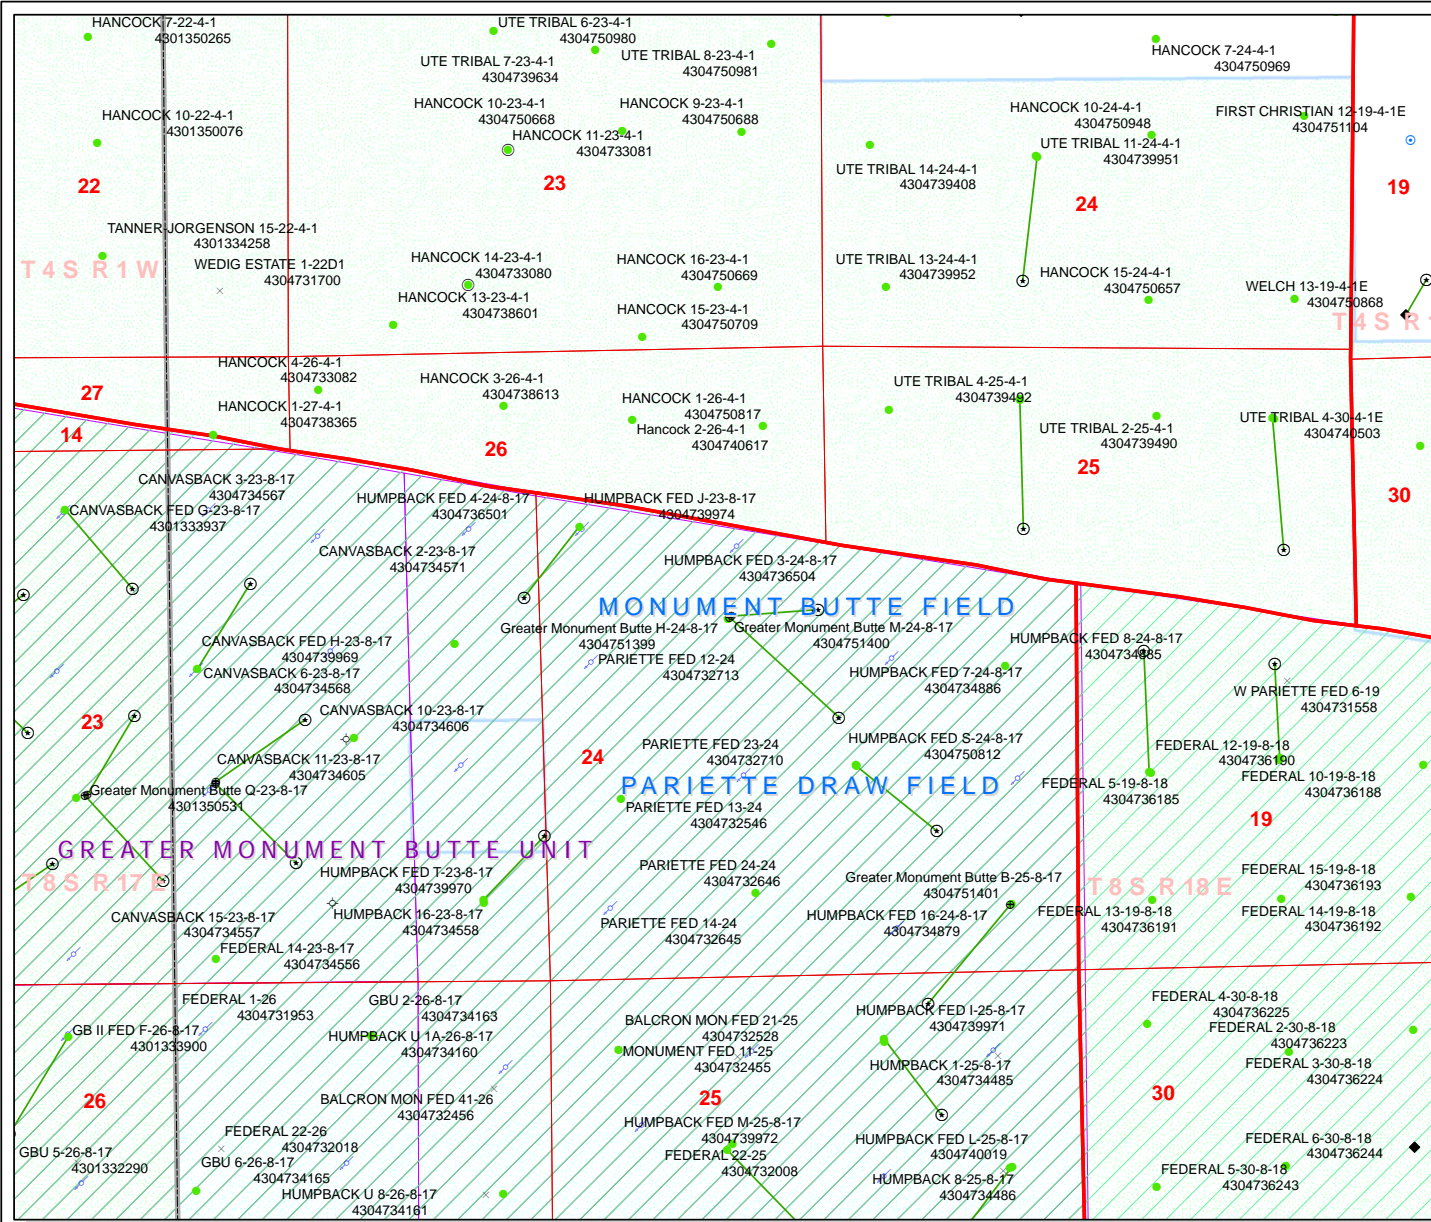 HANCOCK 7-22-4-1
4301350265
UTE TRIBAL 6-23-4-1
4304750980
UTE TRIBAL 7-23-4-1
4304739634
UTE TRIBAL 8-23-4-1
4304750981
HANCOCK 7-24-4-1
4304750969
HANCOCK 10-22-4-1
4301350076
HANCOCK 10-23-4-1
4304750668
HANCOCK 9-23-4-1
4304750688
HANCOCK 11-23-4-1
4304733081
HANCOCK 10-24-4-1
4304750948
FIRST CHRISTIAN 12-19-4-1E
4304751104
UTE TRIBAL 11-24-4-1
4304739951
UTE TRIBAL 14-24-4-1
4304739408
22
23
24
19
TANNER-JORGENSON 15-22-4-1
4301334258
T4S R1W
WEDIG ESTATE 1-22D1
4304731700
HANCOCK 14-23-4-1
4304733080
HANCOCK 13-23-4-1
4304738601
HANCOCK 16-23-4-1
4304750669
HANCOCK 15-23-4-1
4304750709
UTE TRIBAL 13-24-4-1
4304739952
HANCOCK 15-24-4-1
4304750657
WELCH 13-19-4-1E
4304750868
T4S R1
27
HANCOCK 4-26-4-1
4304733082
HANCOCK 1-27-4-1
4304738365
HANCOCK 3-26-4-1
4304738613
HANCOCK 1-26-4-1
4304750817
Hancock 2-26-4-1
4304740617
UTE TRIBAL 4-25-4-1
4304739492
UTE TRIBAL 2-25-4-1
4304739490
UTE TRIBAL 4-30-4-1E
4304740503
14
26
25
30
CANVASBACK 3-23-8-17
4304734567
CANVASBACK FED G-23-8-17
4301333937
HUMPBACK FED 4-24-8-17
4304736501
HUMPBACK FED J-23-8-17
4304739974
CANVASBACK 2-23-8-17
4304734571
HUMPBACK FED 3-24-8-17
4304736504
MONUMENT BUTTE FIELD
CANVASBACK FED H-23-8-17
4304739969
CANVASBACK 6-23-8-17
4304734568
Greater Monument Butte H-24-8-17
4304751399
Greater Monument Butte M-24-8-17
4304751400
PARIETTE FED 12-24
4304732713
HUMPBACK FED 7-24-8-17
4304734886
HUMPBACK FED 8-24-8-17
4304734885
W PARIETTE FED 6-19
4304731558
23
CANVASBACK 10-23-8-17
4304734606
CANVASBACK 11-23-8-17
4304734605
24
PARIETTE FED 23-24
4304732710
HUMPBACK FED S-24-8-17
4304750812
FEDERAL 12-19-8-18
4304736190
FEDERAL 5-19-8-18
4304736185
FEDERAL 10-19-8-18
4304736188
Greater Monument Butte Q-23-8-17
4301350531
PARIETTE DRAW FIELD
PARIETTE FED 13-24
4304732546
19
GREATER MONUMENT BUTTE UNIT
T8S R17E
HUMPBACK FED T-23-8-17
4304739970
PARIETTE FED 24-24
4304732646
Greater Monument Butte B-25-8-17
4304751401
T8S R18E
FEDERAL 15-19-8-18
4304736193
CANVASBACK 15-23-8-17
4304734557
HUMPBACK 16-23-8-17
4304734558
PARIETTE FED 14-24
4304732645
HUMPBACK FED 16-24-8-17
4304734879
FEDERAL 13-19-8-18
4304736191
FEDERAL 14-19-8-18
4304736192
FEDERAL 14-23-8-17
4304734556
FEDERAL 1-26
4304731953
GBU 2-26-8-17
4304734163
GB II FED F-26-8-17
4301333900
HUMPBACK U 1A-26-8-17
4304734160
BALCRON MON FED 21-25
4304732528
MONUMENT FED 11-25
4304732455
HUMPBACK FED I-25-8-17
4304739971
HUMPBACK 1-25-8-17
4304734485
FEDERAL 4-30-8-18
4304736225
FEDERAL 2-30-8-18
4304736223
FEDERAL 3-30-8-18
4304736224
26
BALCRON MON FED 41-26
4304732456
25
30
FEDERAL 22-26
4304732018
HUMPBACK FED M-25-8-17
4304739972
FEDERAL 22-25
4304732008
HUMPBACK FED L-25-8-17
4304740019
FEDERAL 6-30-8-18
4304736244
GBU 5-26-8-17
4301332290
GBU 6-26-8-17
4304734165
HUMPBACK U 8-26-8-17
4304734161
HUMPBACK 8-25-8-17
4304734486
FEDERAL 5-30-8-18
4304736243